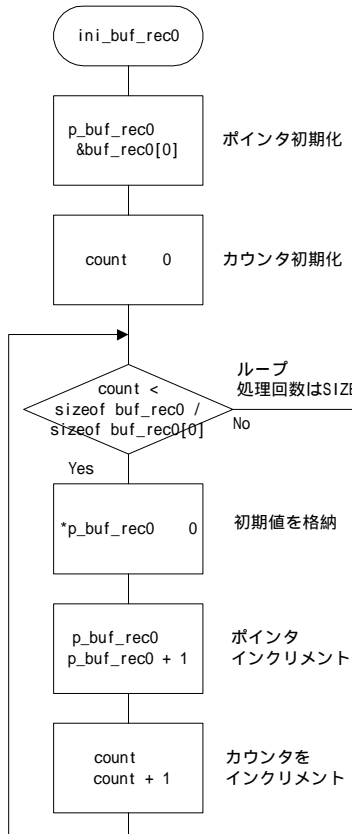 ini_buf_rec0
p_buf_rec0
&buf_rec0[0]
ポインタ初期化
count 0
カウンタ初期化
ループ
処理回数はSIZE
count <
sizeof buf_rec0 /
sizeof buf_rec0[0]
No
Yes
*p_buf_rec0 0
初期値を格納
p_buf_rec0
p_buf_rec0 + 1
ポインタ
インクリメント
count
count + 1
カウンタを
インクリメント